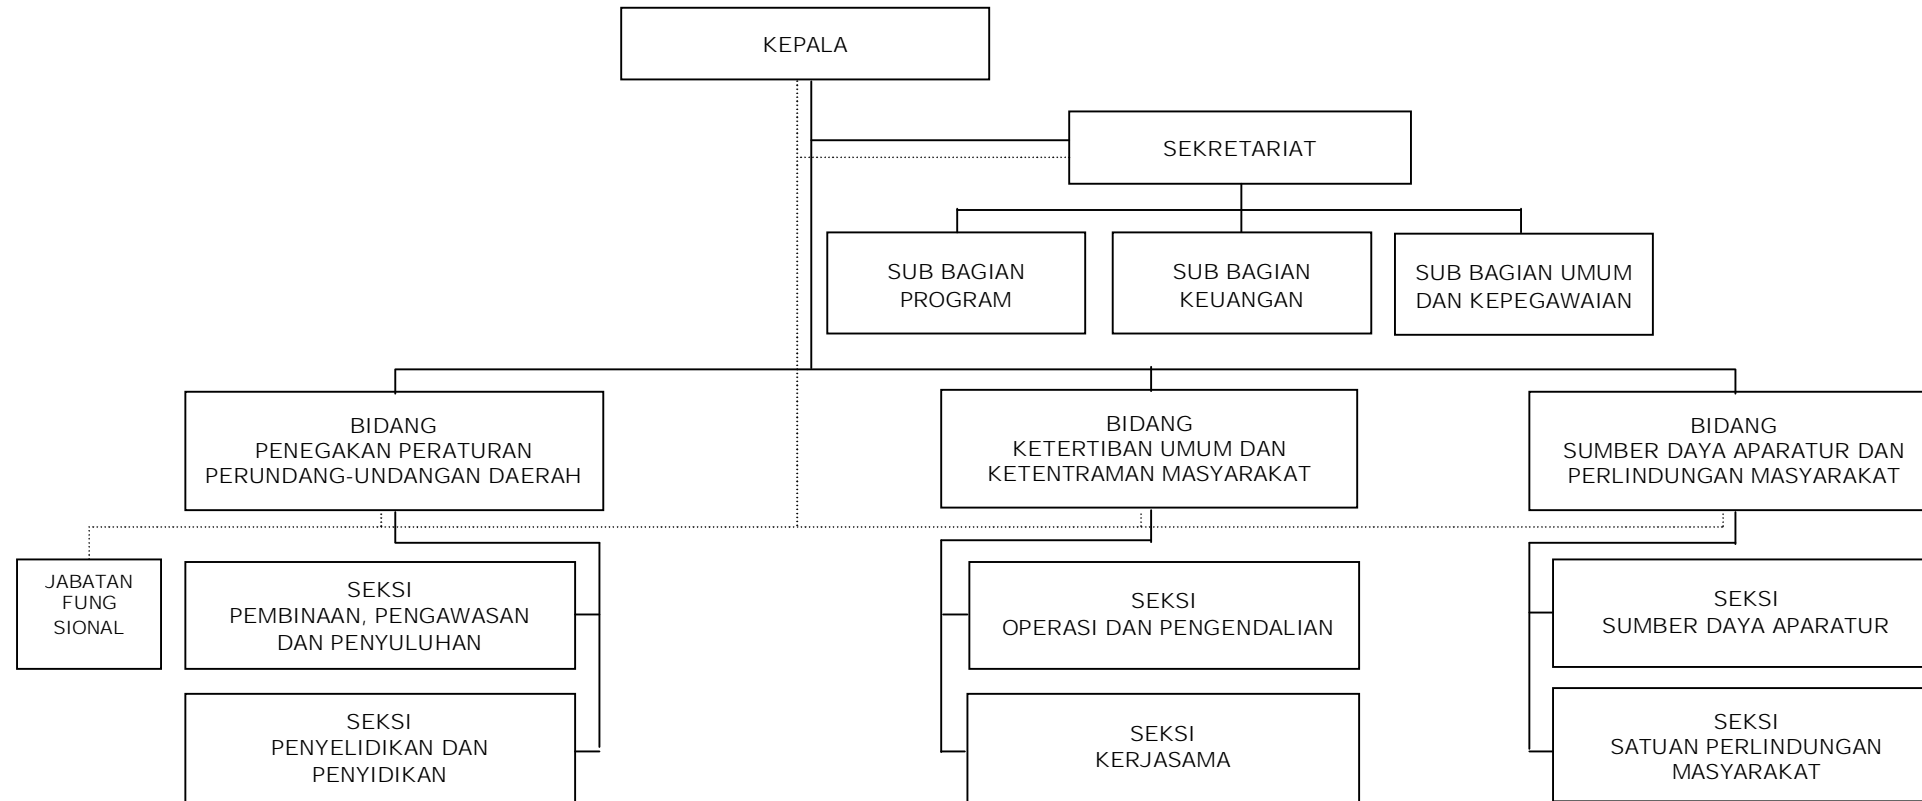 KEPALA
SEKRETARIAT
SUB BAGIAN
PROGRAM
SUB BAGIAN
KEUANGAN
SUB BAGIAN UMUM
DAN KEPEGAWAIAN
BIDANG
PENEGAKAN PERATURAN
PERUNDANG-UNDANGAN DAERAH
BIDANG
KETERTIBAN UMUM DAN
KETENTRAMAN MASYARAKAT
BIDANG
SUMBER DAYA APARATUR DAN
PERLINDUNGAN MASYARAKAT
JABATAN
FUNG
SIONAL
SEKSI
PEMBINAAN, PENGAWASAN
DAN PENYULUHAN
SEKSI
OPERASI DAN PENGENDALIAN
SEKSI
SUMBER DAYA APARATUR
SEKSI
PENYELIDIKAN DAN
PENYIDIKAN
SEKSI
KERJASAMA
SEKSI
SATUAN PERLINDUNGAN
MASYARAKAT